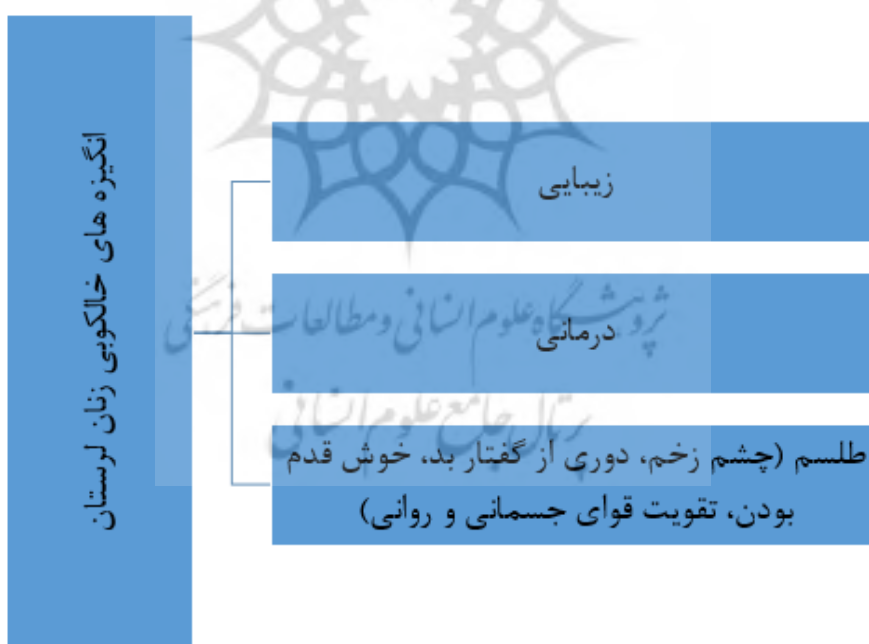 انگیزه های خالکوبی زنان لرستان
زیبایی
درمانی
طلسم (چشم زخم، دوری از گفتار بد، خوش قدم
بودن، تقویت قوای جسمانی و روانی)
پژوهشگاه علوم انسانی و مطالعات فرهنگی
پرتال جامع علوم انسانی